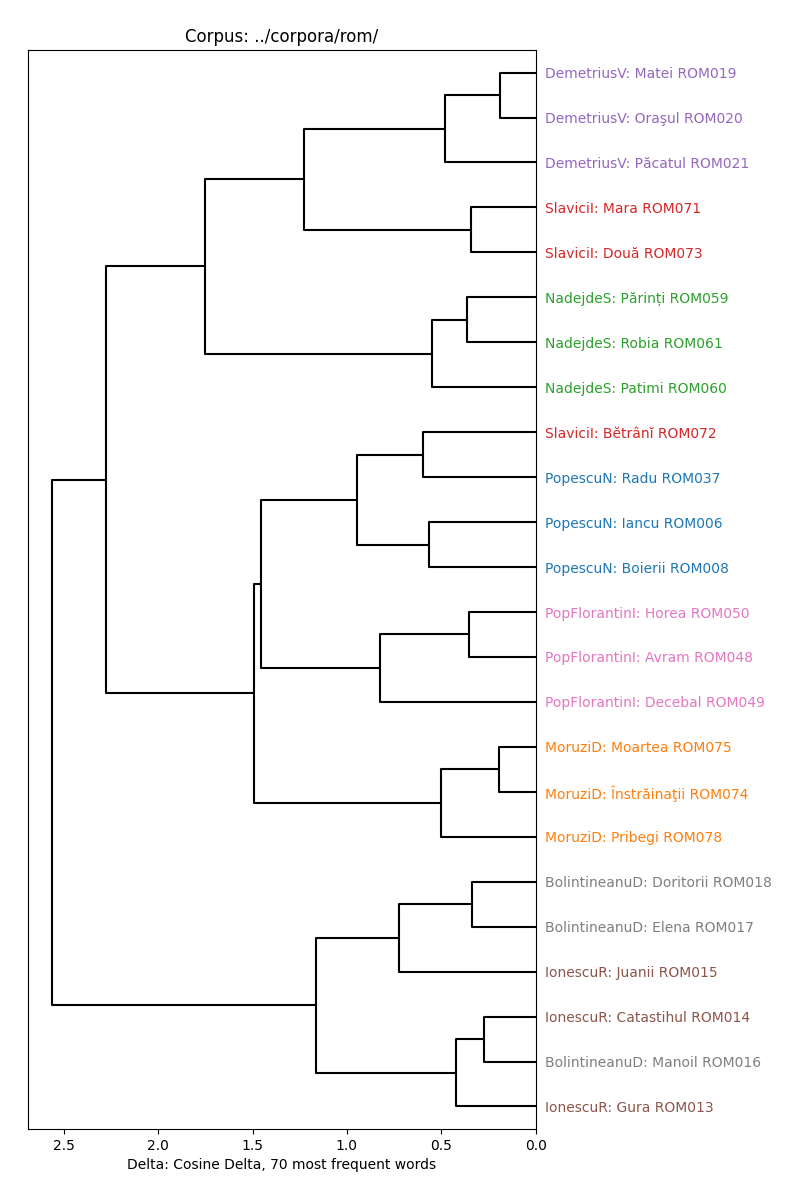 Corpus: ../corpora/rom/
DemetriusV: Matei ROM019
DemetriusV: Oraşul ROM020
DemetriusV: Păcatul ROM021
SlaviciI: Mara ROM071
SlaviciI: Două ROM073
NadejdeS: Părinți ROM059
NadejdeS: Robia ROM061
NadejdeS: Patimi ROM060
SlaviciI: Bĕtrânĭ ROM072
PopescuN: Radu ROM037
PopescuN: Iancu ROM006
PopescuN: Boierii ROM008
PopFlorantinI: Horea ROM050
PopFlorantinI: Avram ROM048
PopFlorantinI: Decebal ROM049
MoruziD: Moartea ROM075
MoruziD: Înstrăinaţii ROM074
MoruziD: Pribegi ROM078
BolintineanuD: Doritorii ROM018
BolintineanuD: Elena ROM017
IonescuR: Juanii ROM015
IonescuR: Catastihul ROM014
BolintineanuD: Manoil ROM016
IonescuR: Gura ROM013
2.5 2.0 1.5 1.0 0.5 0.0
Delta: Cosine Delta, 70 most frequent words